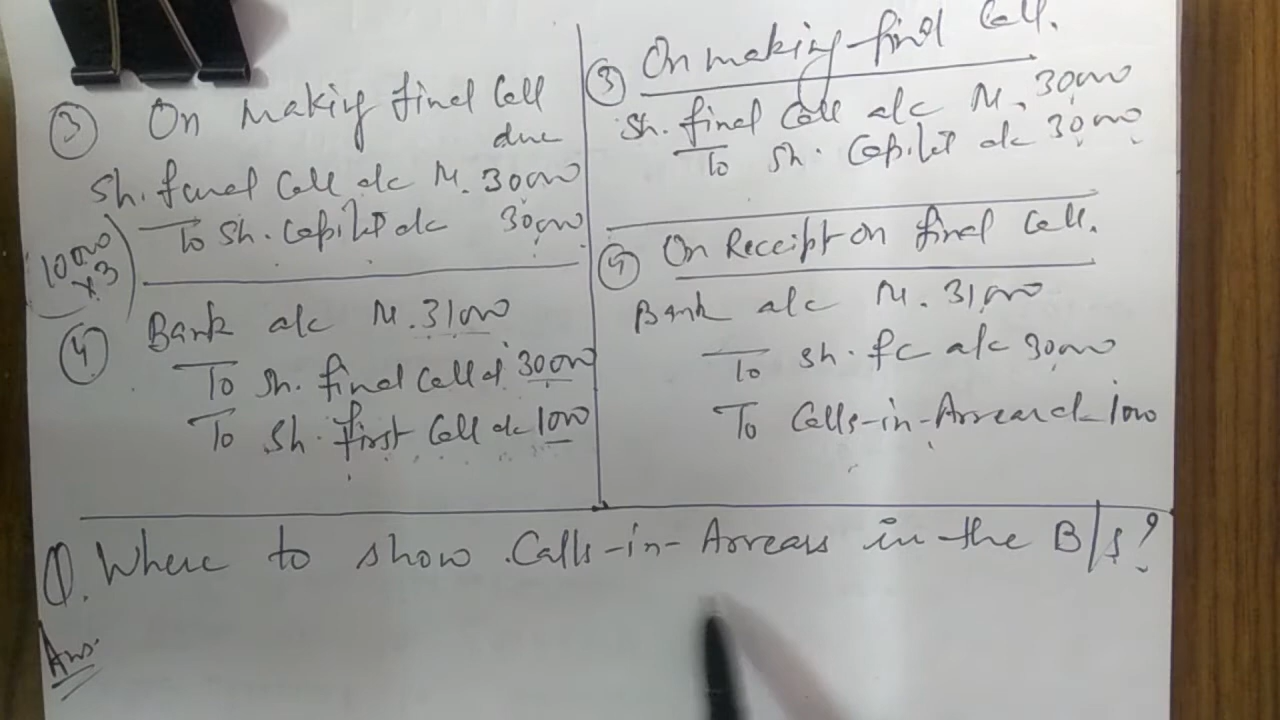 ③ On Making final Call
due
Sh. final Call a/c Dr. 30000
To Sh. Capital a/c 30000
10000
x3
④ Bank a/c Dr. 31000
To Sh. final Call a/c 30000
To Sh. first Call a/c 1000
③ On making final Call.
Sh. final Call a/c Dr. 30000
To Sh. Capital a/c 30000
④ On Receipt on final Call.
Bank a/c Dr. 31000
To Sh. fc a/c 30000
To Calls-in-Arrear a/c 1000
Q. Where to show Calls-in-Arrears in the B/S?
Ans.